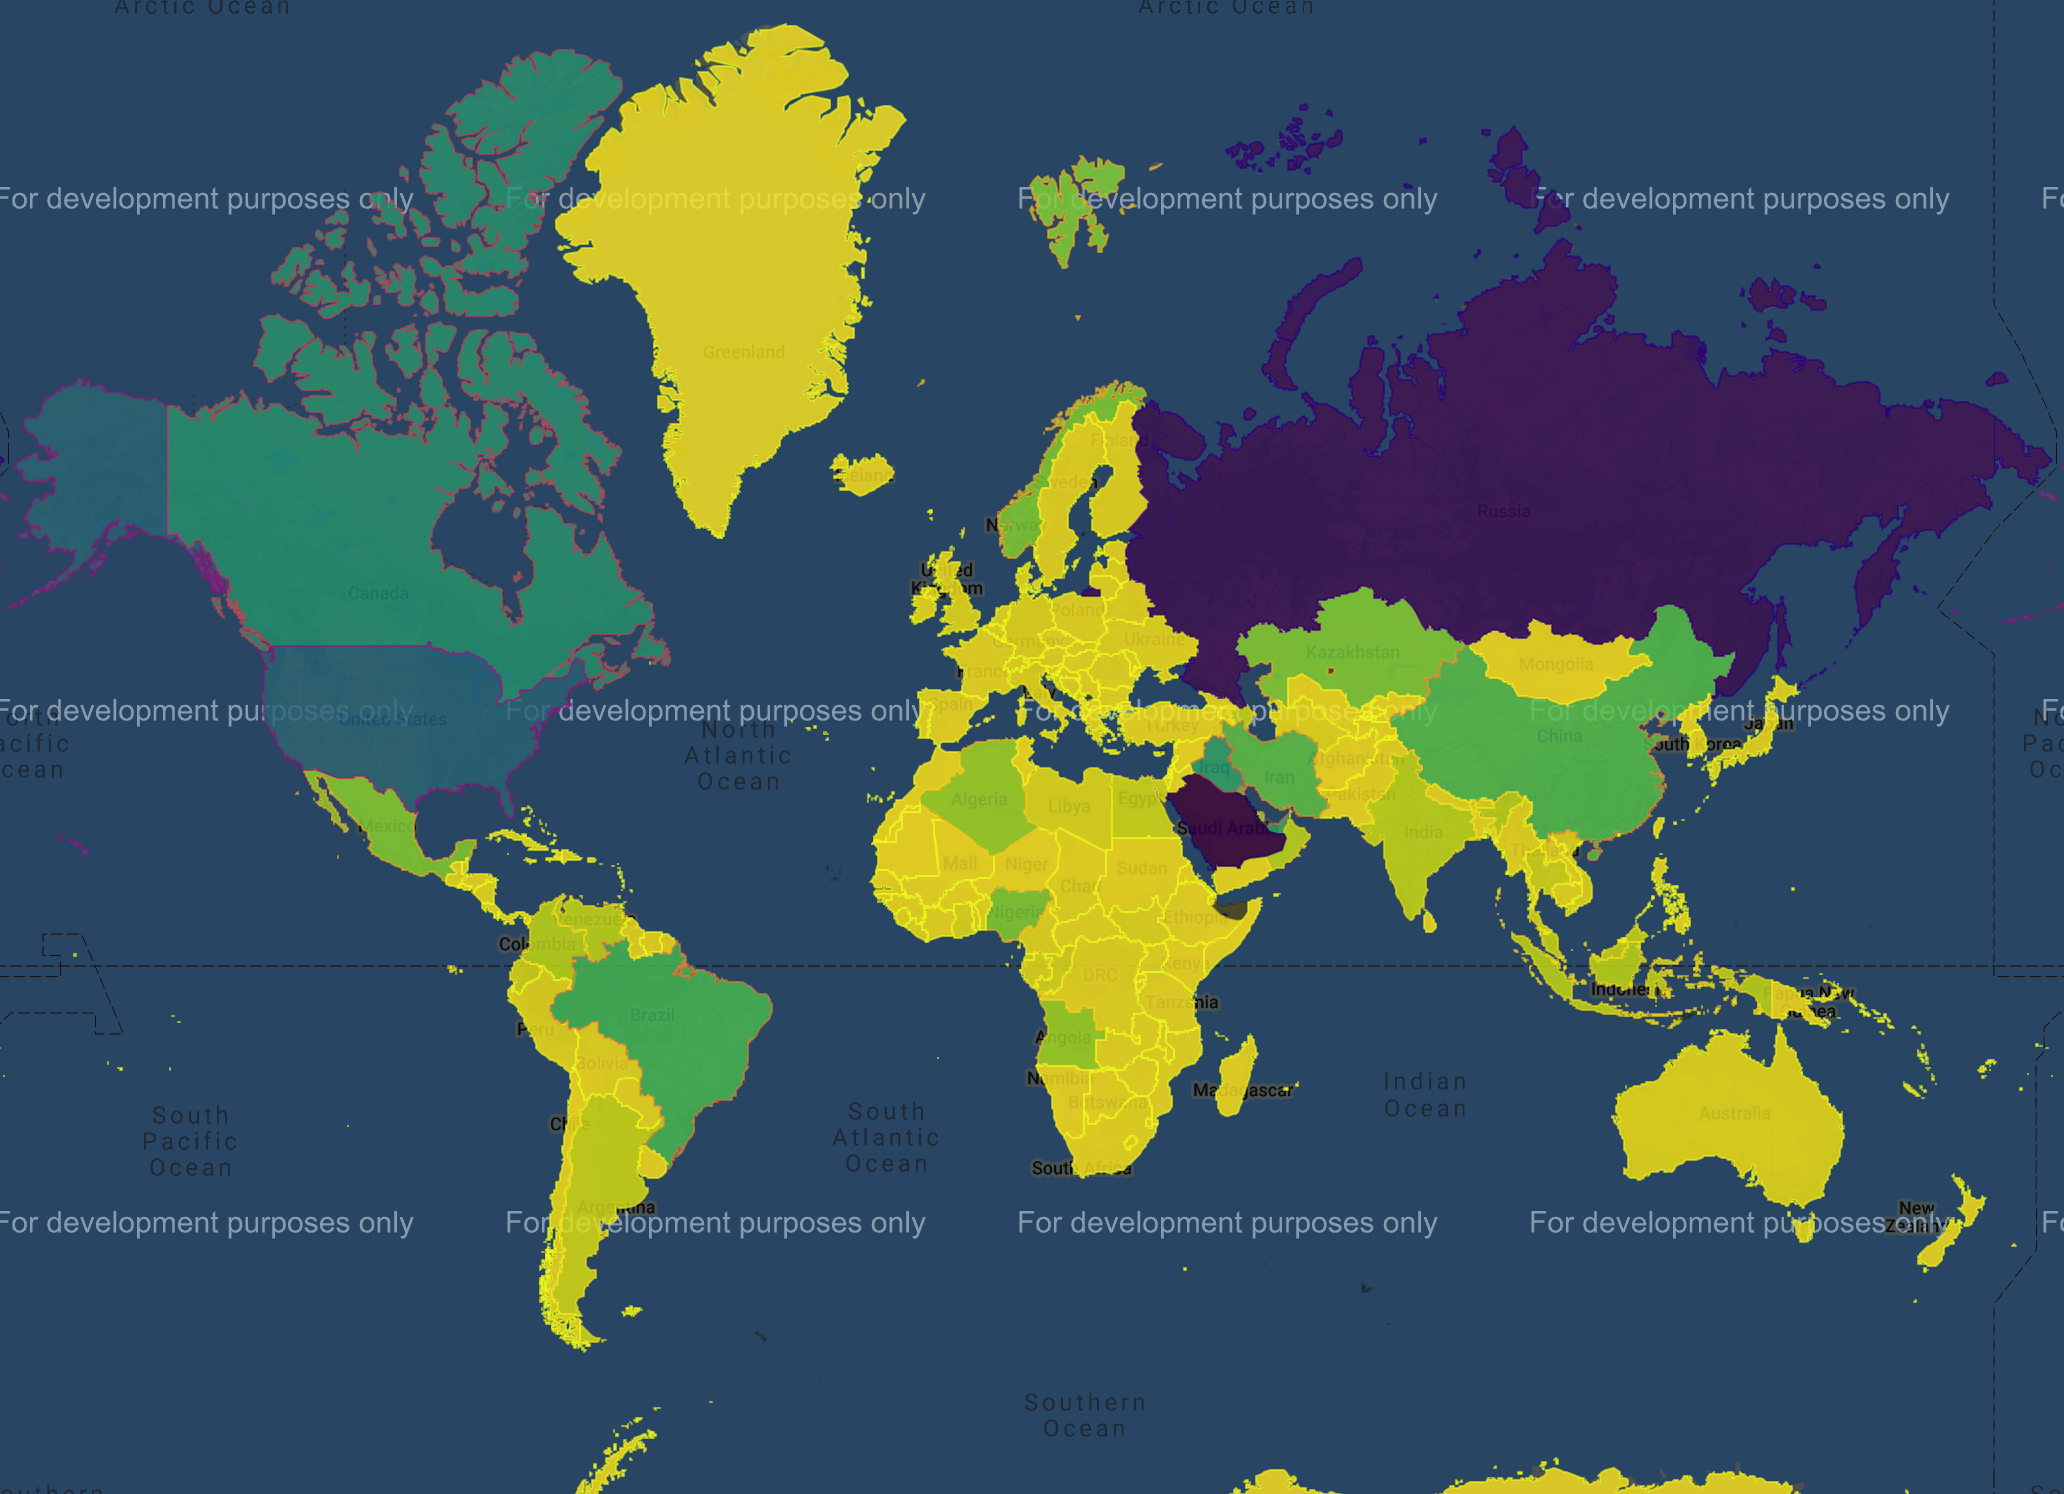 Arctic Ocean
Arctic Ocean
For development purposes only
For development purposes only
For development purposes only
For development purposes only
Fo
Greenland
Iceland
Finland
Sweden
Norway
Russia
United
Kingdom
Canada
Poland
Germany
Ukraine
Kazakhstan
Mongolia
France
Italy
Spain
For development purposes only
For development purposes only
For development purposes only
For development purposes only
Fo
United States
North
Atlantic
Ocean
Turkey
China
Japan
South Korea
Iraq
Iran
Afghanistan
Pakistan
Algeria
Libya
Egypt
Mexico
Saudi Arabia
India
Thailand
Mali
Niger
Chad
Sudan
Nigeria
Ethiopia
Venezuela
Colombia
DRC
Kenya
Indonesia
Papua New
Guinea
Tanzania
Brazil
Peru
Angola
Bolivia
Namibia
Botswana
Madagascar
Indian
Ocean
Australia
South
Pacific
Ocean
South
Atlantic
Ocean
Chile
South Africa
Argentina
New
Zealand
For development purposes only
For development purposes only
For development purposes only
For development purposes only
Fo
Southern
Ocean